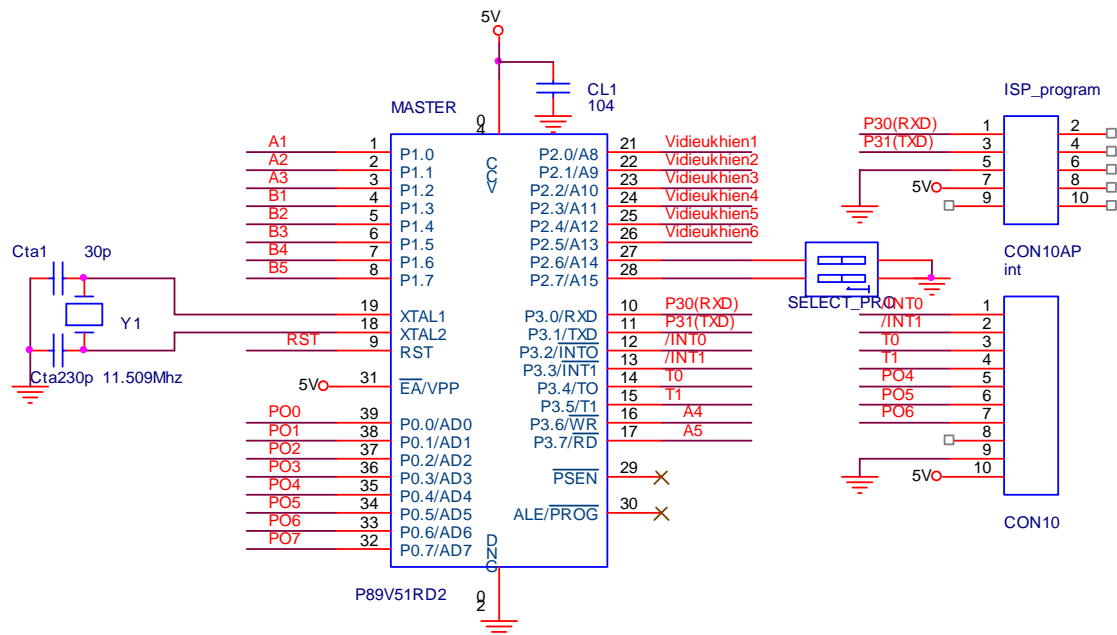 5V
CL1
104
MASTER
40
VCC
A1 1 P1.0
A2 2 P1.1
A3 3 P1.2
B1 4 P1.3
B2 5 P1.4
B3 6 P1.5
B4 7 P1.6
B5 8 P1.7
19 XTAL1
18 XTAL2
RST 9 RST
5V 31 EA/VPP
PO0 39 P0.0/AD0
PO1 38 P0.1/AD1
PO2 37 P0.2/AD2
PO3 36 P0.3/AD3
PO4 35 P0.4/AD4
PO5 34 P0.5/AD5
PO6 33 P0.6/AD6
PO7 32 P0.7/AD7
Cta1 30p
Y1
Cta230p 11.509Mhz
P2.0/A8 21 Vidieukhien1
P2.1/A9 22 Vidieukhien2
P2.2/A10 23 Vidieukhien3
P2.3/A11 24 Vidieukhien4
P2.4/A12 25 Vidieukhien5
P2.5/A13 26 Vidieukhien6
P2.6/A14 27
P2.7/A15 28
SELECT_PRO
P3.0/RXD 10 P30(RXD)
P3.1/TXD 11 P31(TXD)
P3.2/INTO 12 /INT0
P3.3/INT1 13 /INT1
P3.4/TO 14 T0
P3.5/T1 15 T1
P3.6/WR 16 A4
P3.7/RD 17 A5
PSEN 29
ALE/PROG 30
GND
20
P89V51RD2
ISP_program
P30(RXD) 1 2
P31(TXD) 3 4
5 6
5V 7 8
9 10
CON10AP
int
/INT0 1
/INT1 2
T0 3
T1 4
PO4 5
PO5 6
PO6 7
8
9
5V 10
CON10